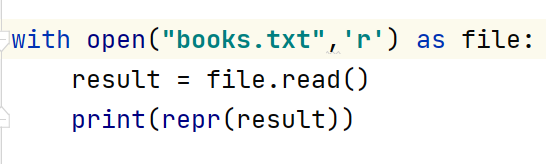 with open("books.txt",'r') as file:
    result = file.read()
    print(repr(result))